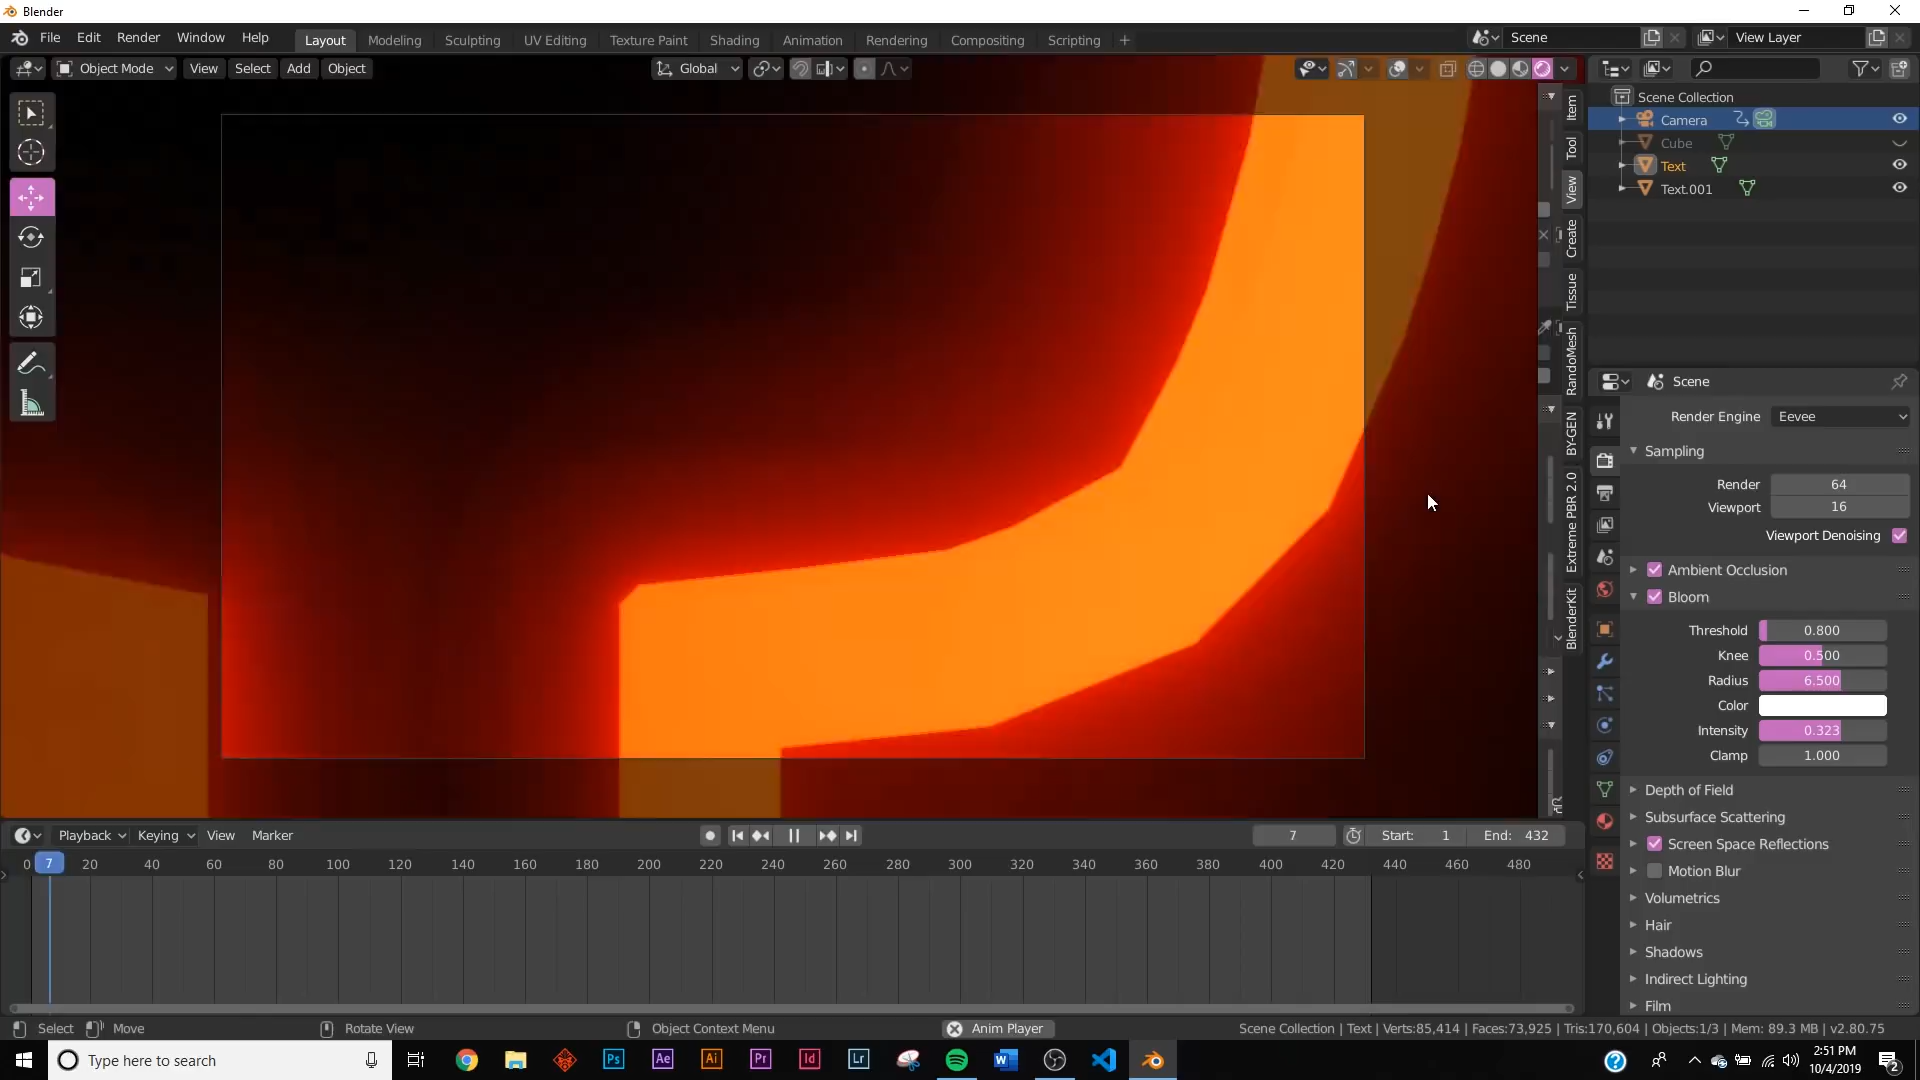 Blender
File Edit Render Window Help Layout Modeling Sculpting UV Editing Texture Paint Shading Animation Rendering Compositing Scripting + Scene View Layer
Object Mode View Select Add Object Global
Item
Tool
View
Create
Tissue
RandoMesh
BY-GEN
Extreme PBR 2.0
BlenderKit
Scene Collection
Camera
Cube
Text
Text.001
Scene
Render Engine Eevee
Sampling
Render 64
Viewport 16
Viewport Denoising
Ambient Occlusion
Bloom
Threshold 0.800
Knee 0.500
Radius 6.500
Color
Intensity 0.323
Clamp 1.000
Depth of Field
Subsurface Scattering
Screen Space Reflections
Motion Blur
Volumetrics
Hair
Shadows
Indirect Lighting
Film
Playback Keying View Marker 7 Start: 1 End: 432
0 7 20 40 60 80 100 120 140 160 180 200 220 240 260 280 300 320 340 360 380 400 420 440 460 480
Select Move Rotate View Object Context Menu Anim Player Scene Collection | Text | Verts:85,414 | Faces:73,925 | Tris:170,604 | Objects:1/3 | Mem: 89.3 MB | v2.80.75
Type here to search Ps Ae Ai Pr Id Lr W
2:51 PM
10/4/2019
2